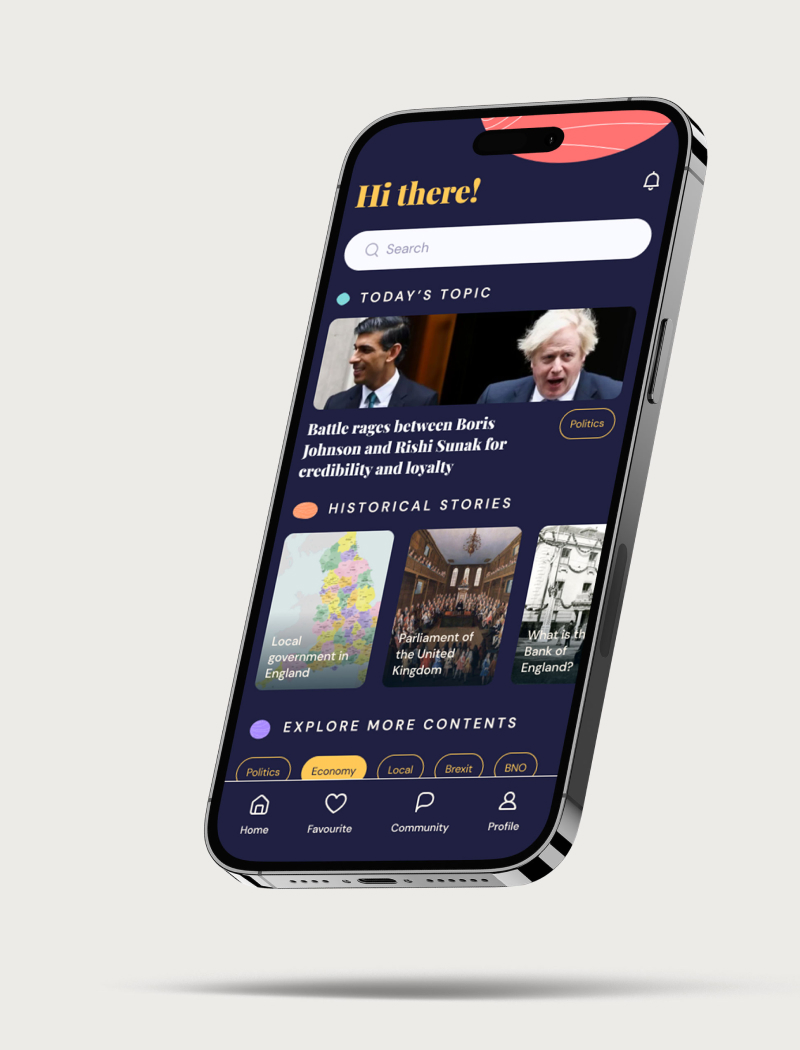 Hi there!
Search
TODAY'S TOPIC
Battle rages between Boris
Johnson and Rishi Sunak for
credibility and loyalty
Politics
HISTORICAL STORIES
Local
government in
England
Parliament of
the United
Kingdom
What is th
Bank of
England?
EXPLORE MORE CONTENTS
Politics
Economy
Local
Brexit
BNO
Home
Favourite
Community
Profile